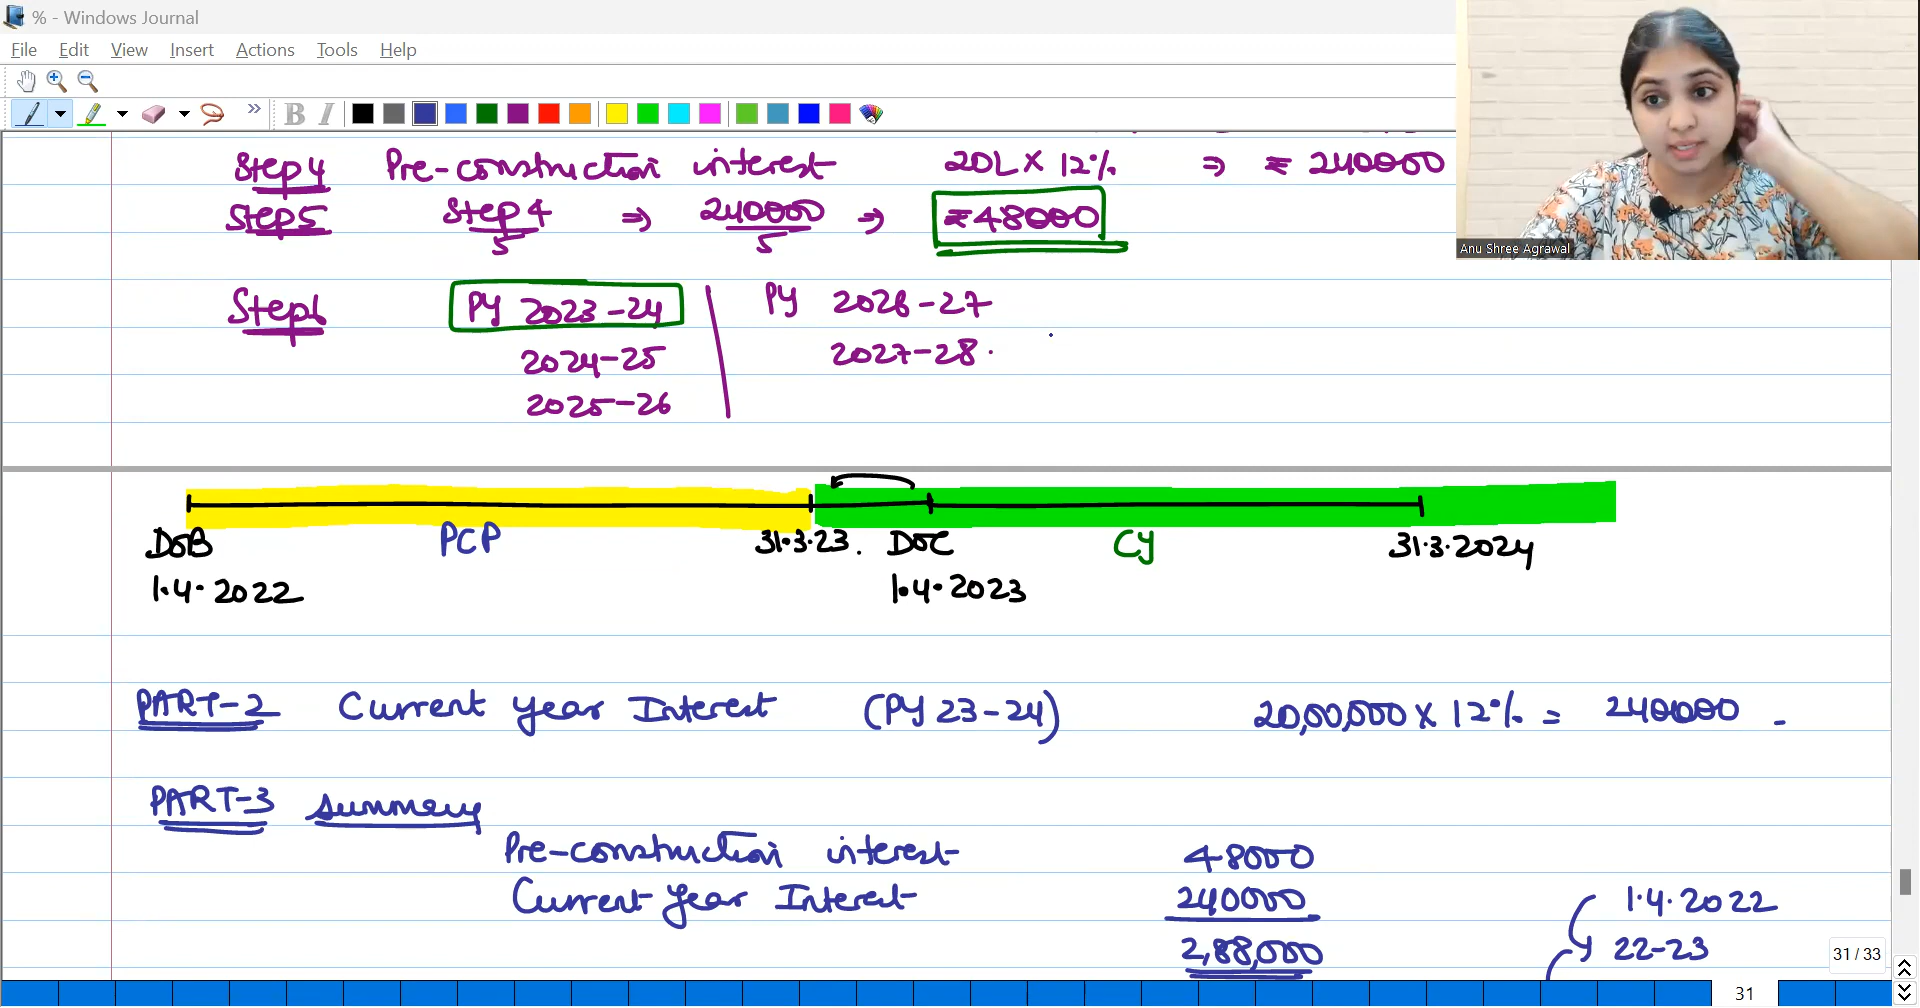 % - Windows Journal
File Edit View Insert Actions Tools Help
B I
Step 4 Pre-construction interest 20L x 12% ⇒ = 240000
Step 5 Step 4 / 5 ⇒ 240000 / 5 ⇒ = 48000
Anu Shree Agrawal
Step 6 PY 2023-24 PY 2026-27
2024-25 2027-28.
2025-26
DOB PCP 31.3.23. DOC CY 31.3.2024
1.4.2022 1.4.2023
PART-2 Current year Interest (PY 23-24) 20,00,000 x 12% = 240000 -
PART-3 Summary
Pre-construction interest 48000
Current year Interest 240000 1.4.2022
2,88,000 22-23
31 / 33
31